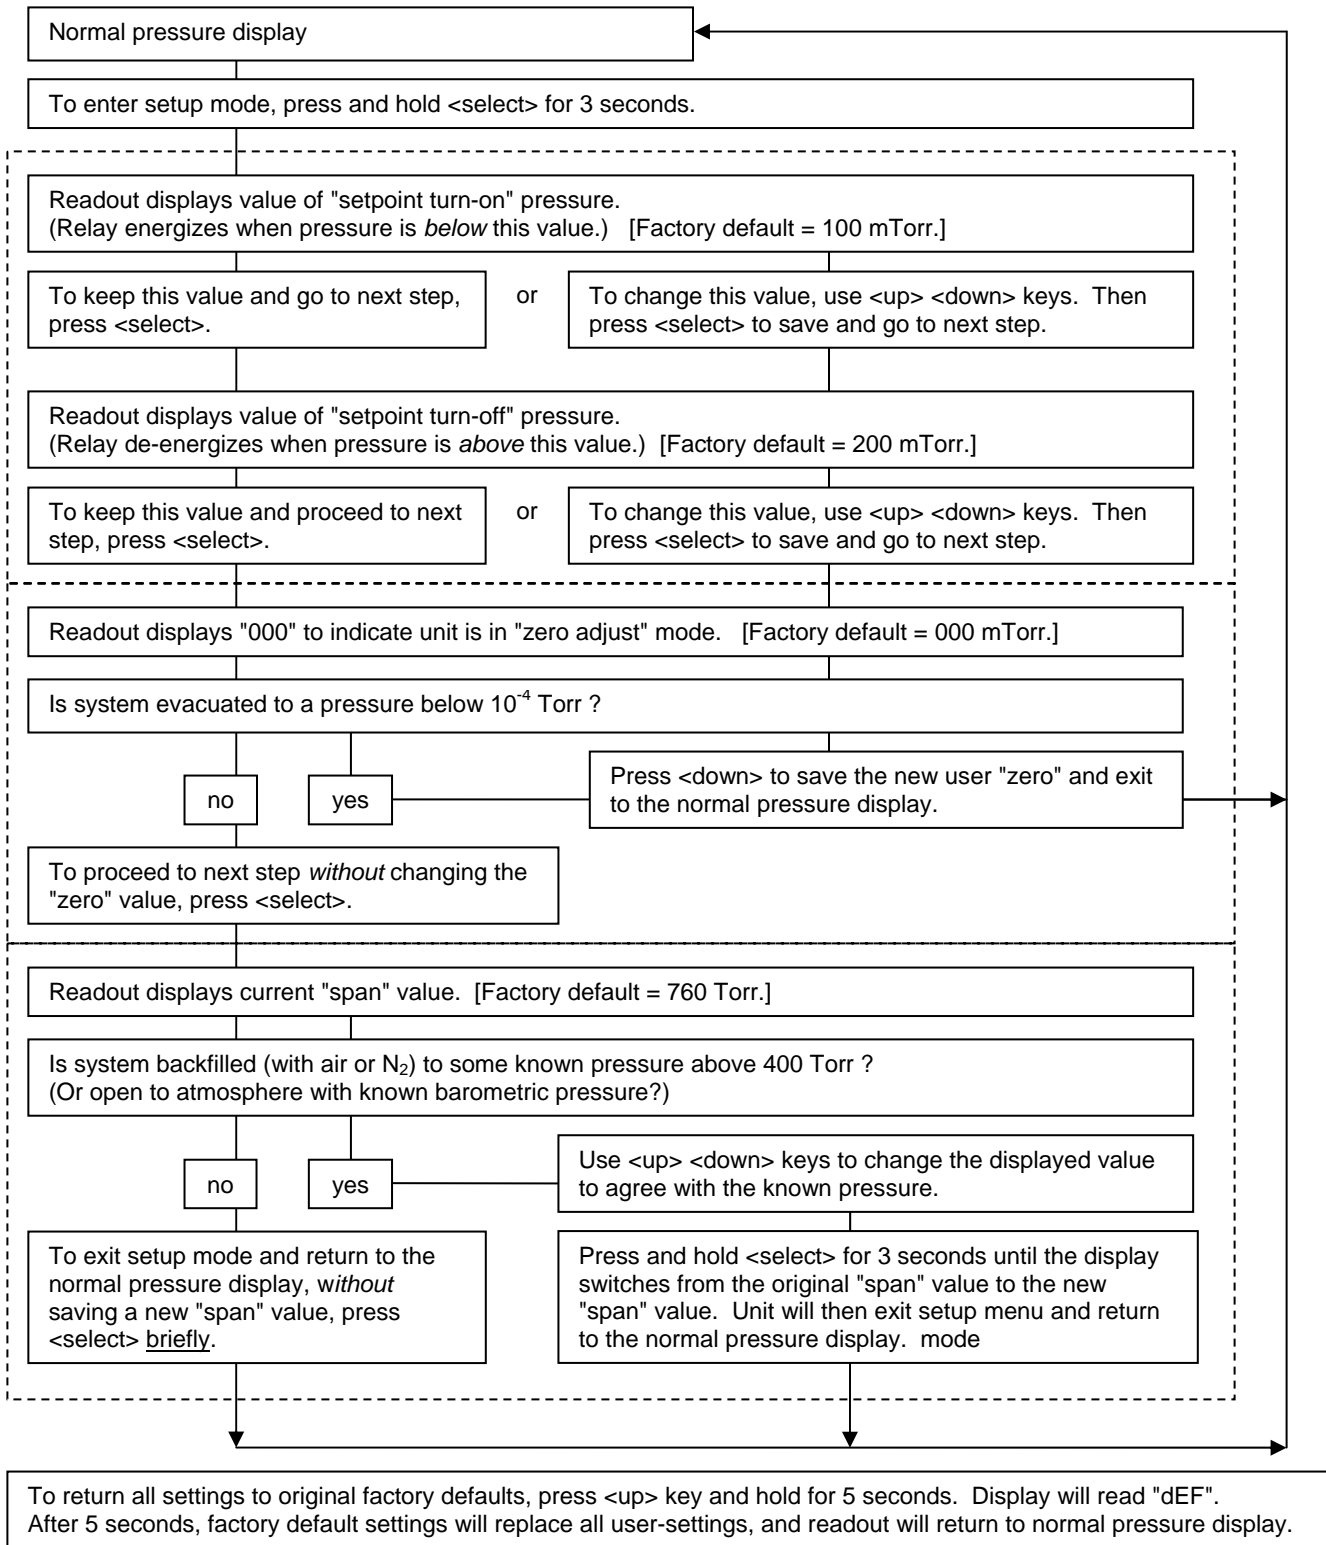 Normal pressure display
To enter setup mode, press and hold <select> for 3 seconds.
Readout displays value of "setpoint turn-on" pressure.
(Relay energizes when pressure is below this value.) [Factory default = 100 mTorr.]
To keep this value and go to next step,
press <select>.
or
To change this value, use <up> <down> keys. Then
press <select> to save and go to next step.
Readout displays value of "setpoint turn-off" pressure.
(Relay de-energizes when pressure is above this value.) [Factory default = 200 mTorr.]
To keep this value and proceed to next
step, press <select>.
or
To change this value, use <up> <down> keys. Then
press <select> to save and go to next step.
Readout displays "000" to indicate unit is in "zero adjust" mode. [Factory default = 000 mTorr.]
Is system evacuated to a pressure below 10⁻⁴ Torr ?
no
yes
Press <down> to save the new user "zero" and exit
to the normal pressure display.
To proceed to next step without changing the
"zero" value, press <select>.
Readout displays current "span" value. [Factory default = 760 Torr.]
Is system backfilled (with air or N₂) to some known pressure above 400 Torr ?
(Or open to atmosphere with known barometric pressure?)
no
yes
Use <up> <down> keys to change the displayed value
to agree with the known pressure.
To exit setup mode and return to the
normal pressure display, without
saving a new "span" value, press
<select> briefly.
Press and hold <select> for 3 seconds until the display
switches from the original "span" value to the new
"span" value. Unit will then exit setup menu and return
to the normal pressure display. mode
To return all settings to original factory defaults, press <up> key and hold for 5 seconds. Display will read "dEF".
After 5 seconds, factory default settings will replace all user-settings, and readout will return to normal pressure display.